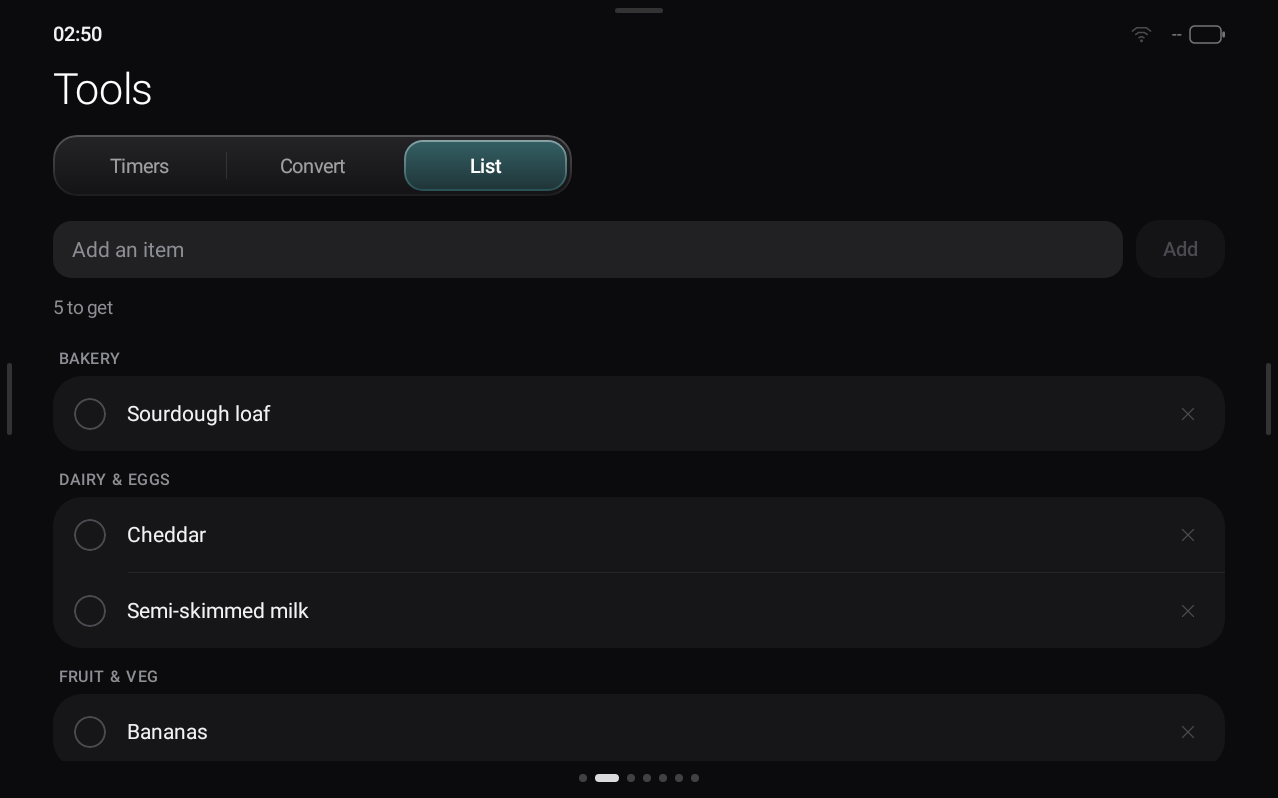 02:50
--
Tools
Timers
Convert
List
Add an item
Add
5 to get
BAKERY
Sourdough loaf
DAIRY & EGGS
Cheddar
Semi-skimmed milk
FRUIT & VEG
Bananas